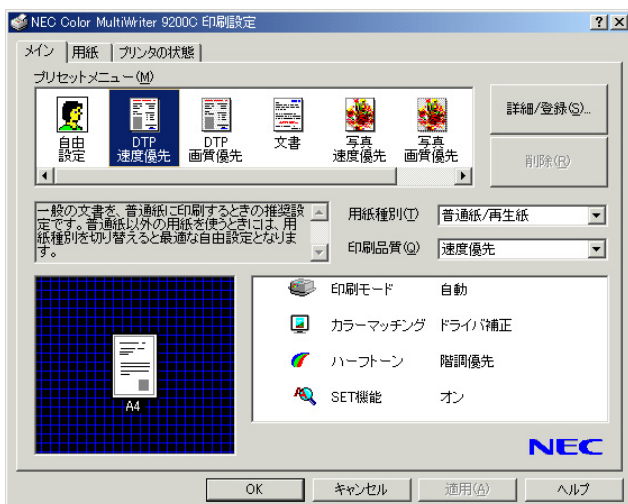 NEC Color MultiWriter 9200C 印刷設定
メイン
用紙
プリンタの状態
プリセットメニュー(M)
自由
設定
DTP
速度優先
DTP
画質優先
文書
写真
速度優先
写真
画質優先
詳細/登録(S)...
削除(R)
一般の文書を、普通紙に印刷するときの推奨設
定です。普通紙以外の用紙を使うときには、用
紙種別を切り替えると最適な自由設定となりま
す。
用紙種別(T)
普通紙/再生紙
印刷品質(Q)
速度優先
A4
印刷モード 自動
カラーマッチング ドライバ補正
ハーフトーン 階調優先
SET機能 オン
NEC
OK
キャンセル
適用(A)
ヘルプ